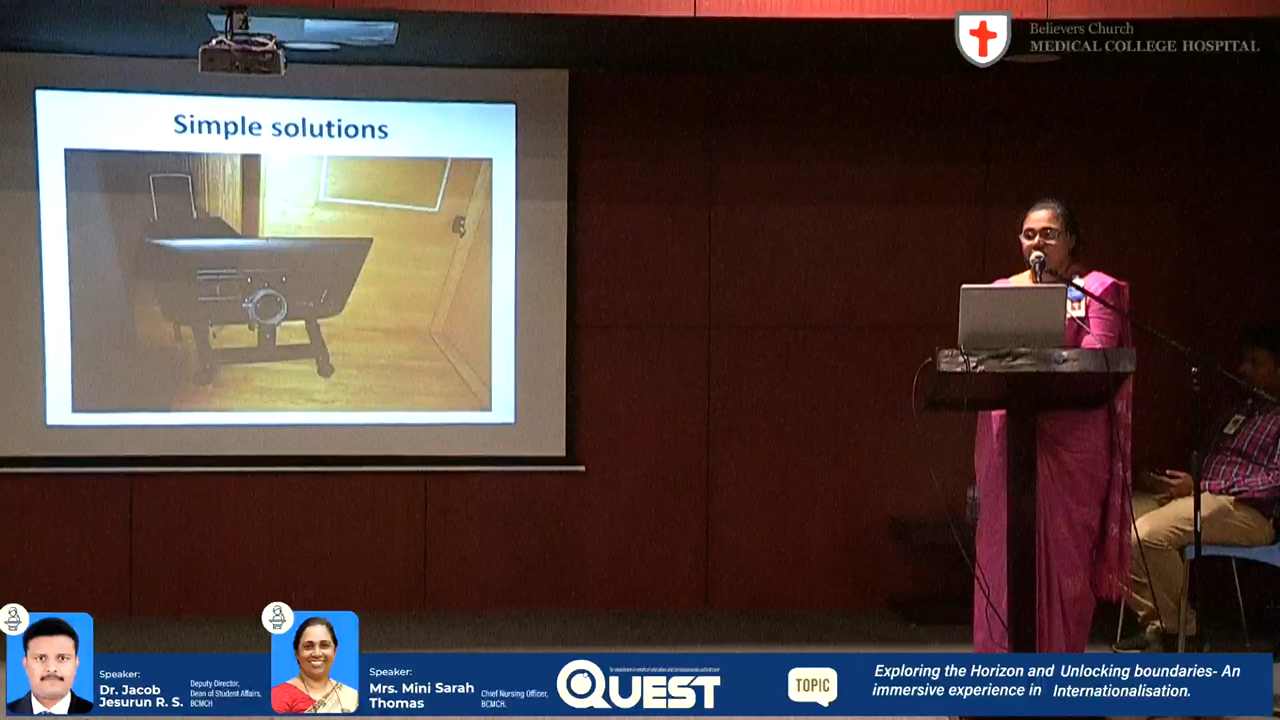 Believers Church
MEDICAL COLLEGE HOSPITAL
Simple solutions
Speaker:
Dr. Jacob
Jesurun R. S.
Deputy Director,
Dean of Student Affairs,
BCMCH
Speaker:
Mrs. Mini Sarah
Thomas
Chief Nursing Officer,
BCMCH.
QUEST
TOPIC
Exploring the Horizon and Unlocking boundaries- An
immersive experience in Internationalisation.